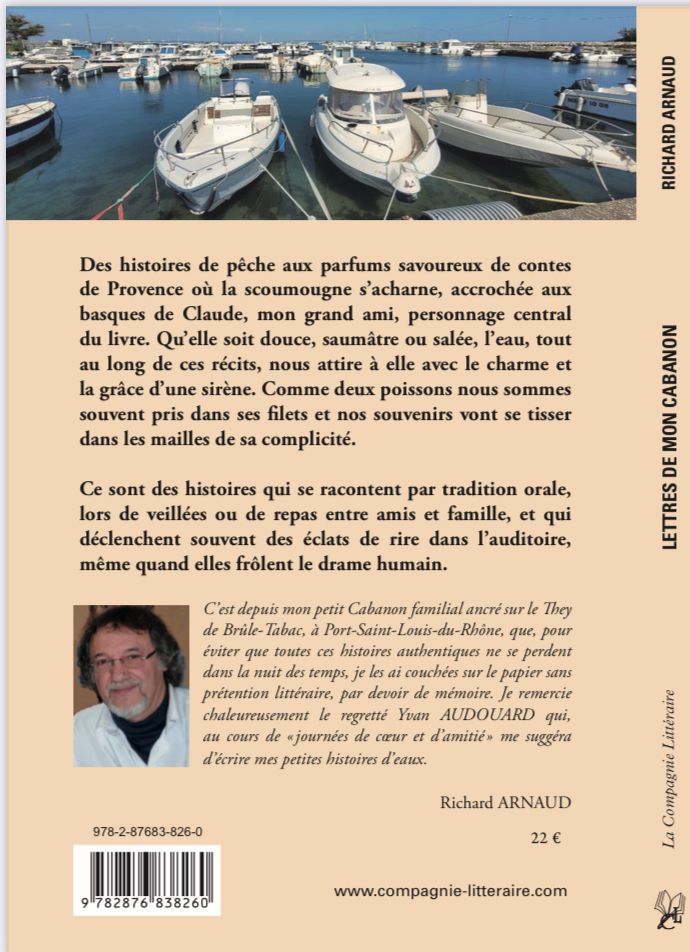 Des histoires de pêche aux parfums savoureux de contes
de Provence où la scoumougne s'acharne, accrochée aux
basques de Claude, mon grand ami, personnage central
du livre. Qu'elle soit douce, saumâtre ou salée, l'eau, tout
au long de ces récits, nous attire à elle avec le charme et
la grâce d'une sirène. Comme deux poissons nous sommes
souvent pris dans ses filets et nos souvenirs vont se tisser
dans les mailles de sa complicité.
Ce sont des histoires qui se racontent par tradition orale,
lors de veillées ou de repas entre amis et famille, et qui
déclenchent souvent des éclats de rire dans l'auditoire,
même quand elles frôlent le drame humain.
C'est depuis mon petit Cabanon familial ancré sur le They
de Brûle-Tabac, à Port-Saint-Louis-du-Rhône, que, pour
éviter que toutes ces histoires authentiques ne se perdent
dans la nuit des temps, je les ai couchées sur le papier sans
prétention littéraire, par devoir de mémoire. Je remercie
chaleureusement le regretté Yvan AUDOUARD qui,
au cours de «journées de cœur et d'amitié» me suggéra
d'écrire mes petites histoires d'eaux.
Richard ARNAUD
22 €
978-2-87683-826-0
9782876838260
www.compagnie-litteraire.com
RICHARD ARNAUD
LETTRES DE MON CABANON
La Compagnie Littéraire